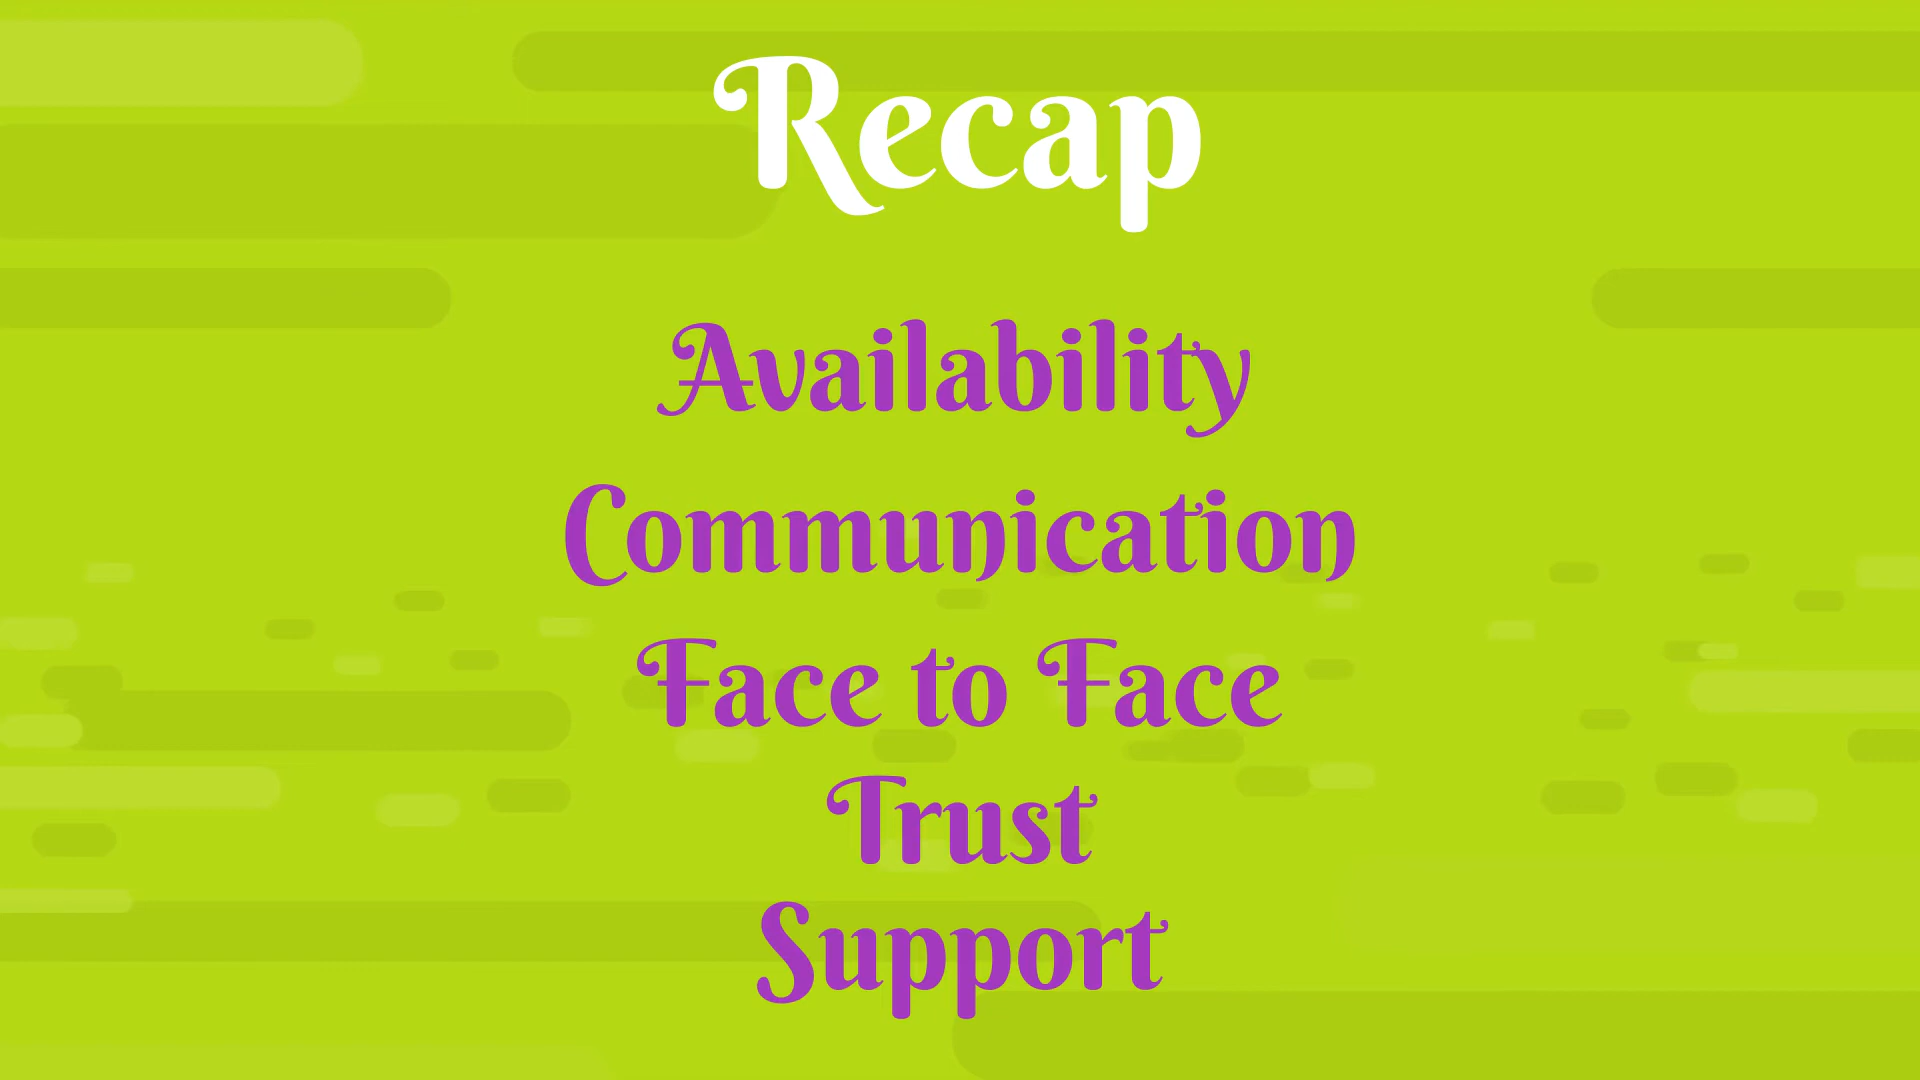 Recap
Availability
Communication
Face to Face
Trust
Support